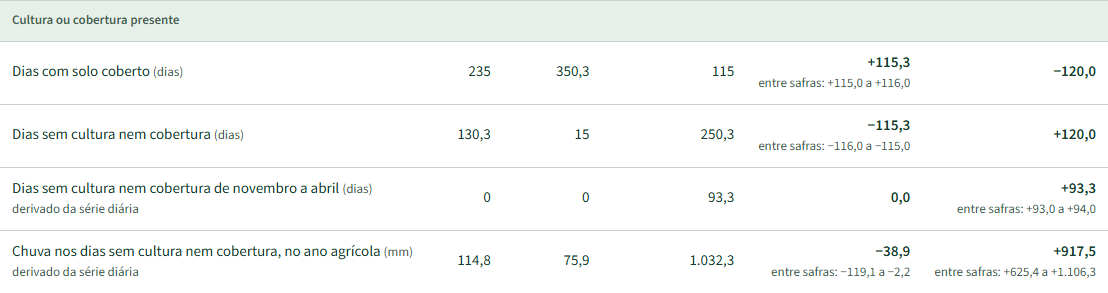 Cultura ou cobertura presente
Dias com solo coberto (dias) 235 350,3 115 +115,3 −120,0
entre safras: +115,0 a +116,0
Dias sem cultura nem cobertura (dias) 130,3 15 250,3 −115,3 +120,0
entre safras: −116,0 a −115,0
Dias sem cultura nem cobertura de novembro a abril (dias) 0 0 93,3 0,0 +93,3
derivado da série diária entre safras: +93,0 a +94,0
Chuva nos dias sem cultura nem cobertura, no ano agrícola (mm) 114,8 75,9 1.032,3 −38,9 +917,5
derivado da série diária entre safras: −119,1 a −2,2 entre safras: +625,4 a +1.106,3